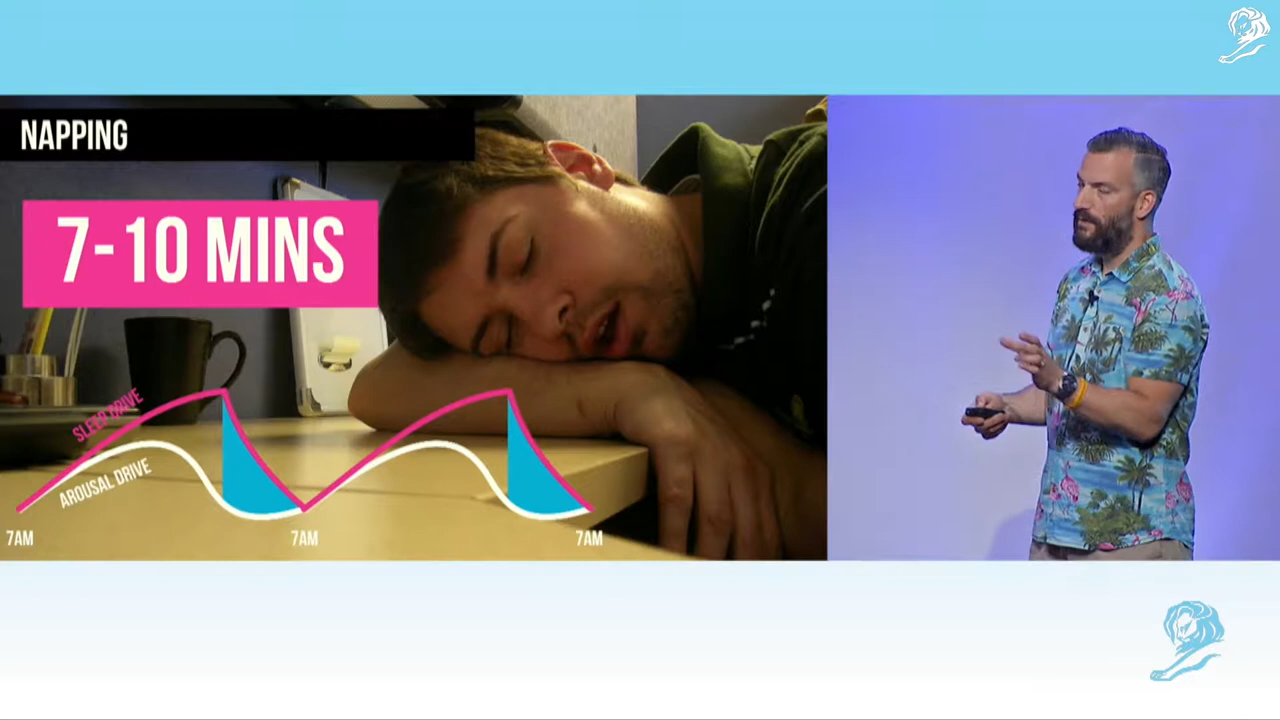 NAPPING
7-10 MINS
SLEEP DRIVE
AROUSAL DRIVE
7AM
7AM
7AM